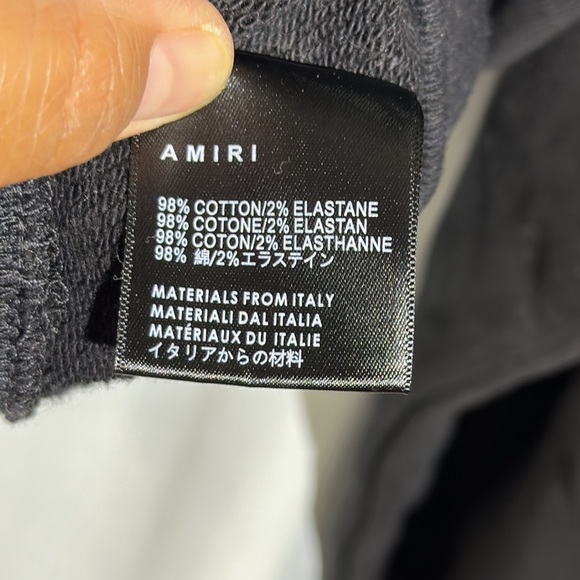 AMIRI
98% COTTON/2% ELASTANE
98% COTONE/2% ELASTAN
98% COTON/2% ELASTHANNE
98% 綿/2%エラステイン
MATERIALS FROM ITALY
MATERIALI DAL ITALIA
MATÉRIAUX DU ITALIE
イタリアからの材料